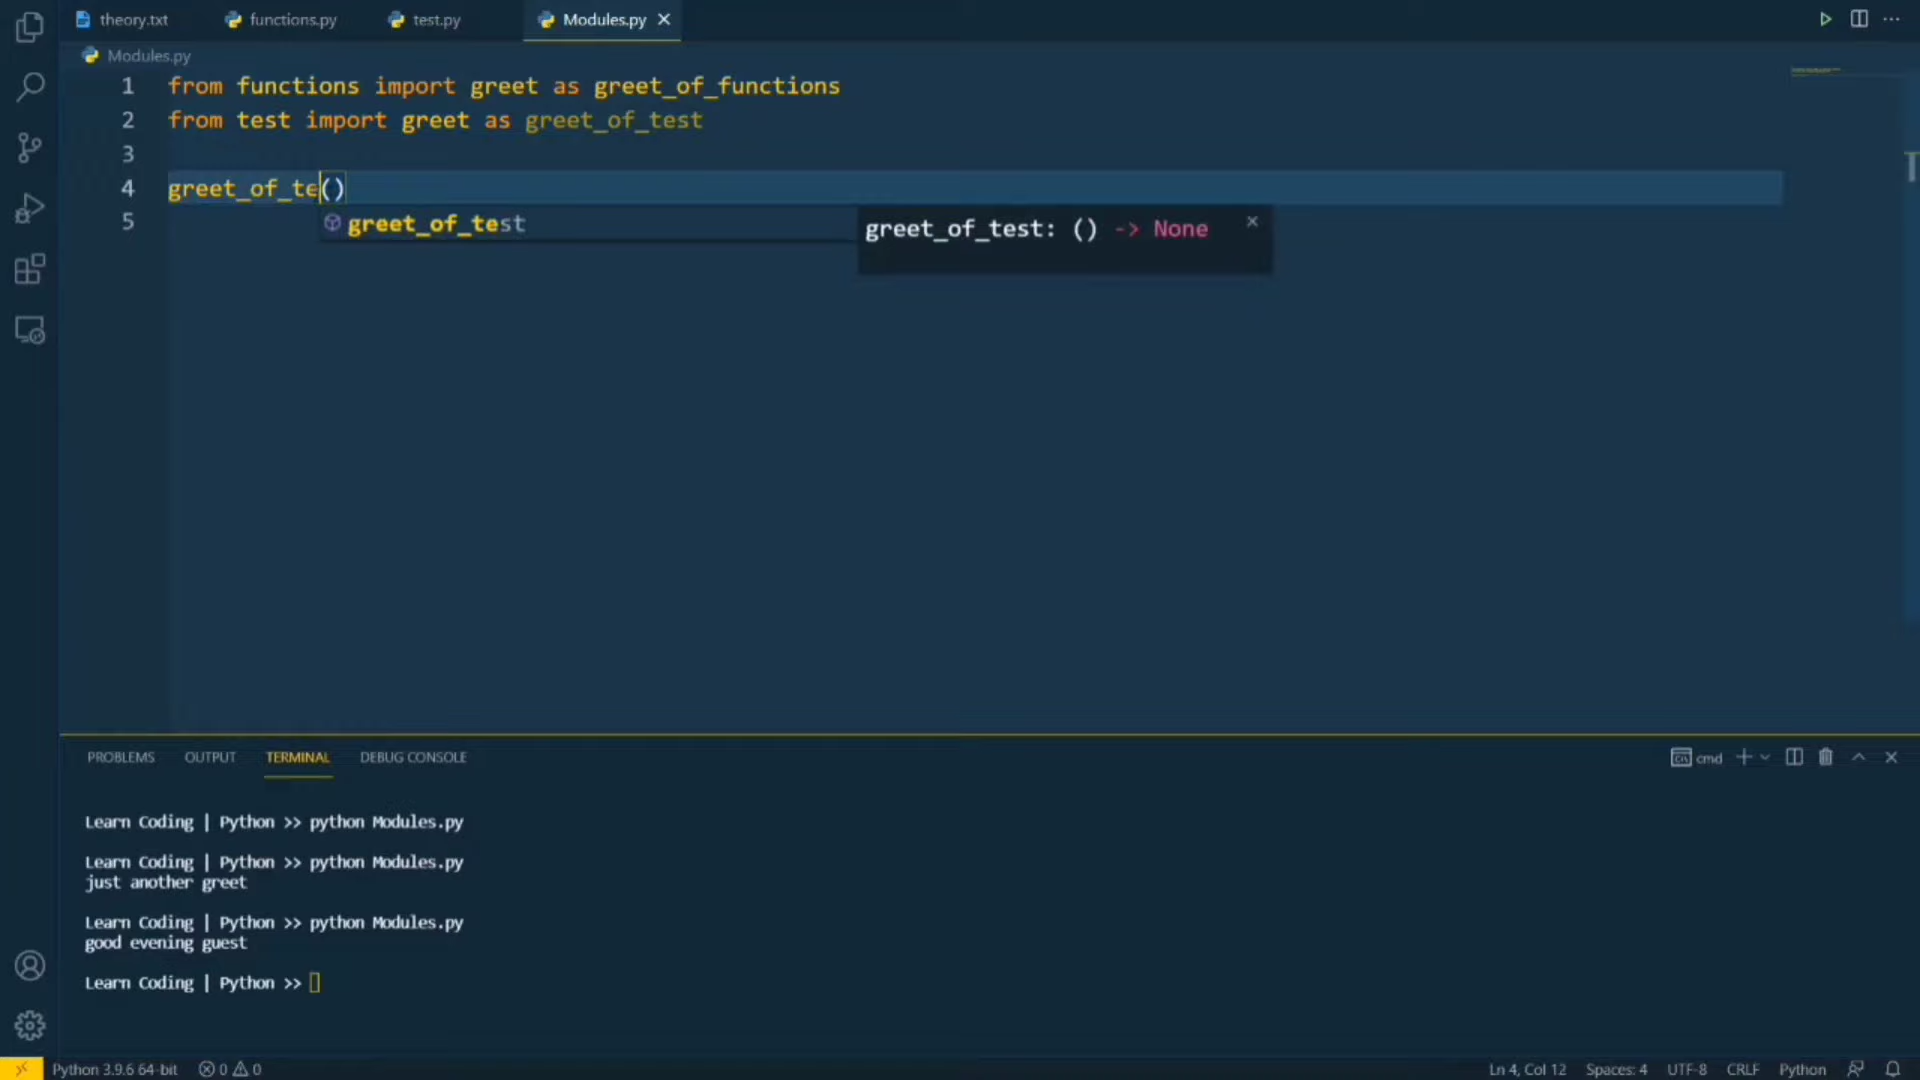 theory.txt functions.py test.py Modules.py
Modules.py
1 from functions import greet as greet_of_functions
2 from test import greet as greet_of_test
3
4 greet_of_te()
greet_of_test
greet_of_test: () -> None
5
PROBLEMS OUTPUT TERMINAL DEBUG CONSOLE cmd
Learn Coding | Python >> python Modules.py
Learn Coding | Python >> python Modules.py
just another greet
Learn Coding | Python >> python Modules.py
good evening guest
Learn Coding | Python >>
Python 3.9.6 64-bit 0 0 Ln 4, Col 12 Spaces: 4 UTF-8 CRLF Python